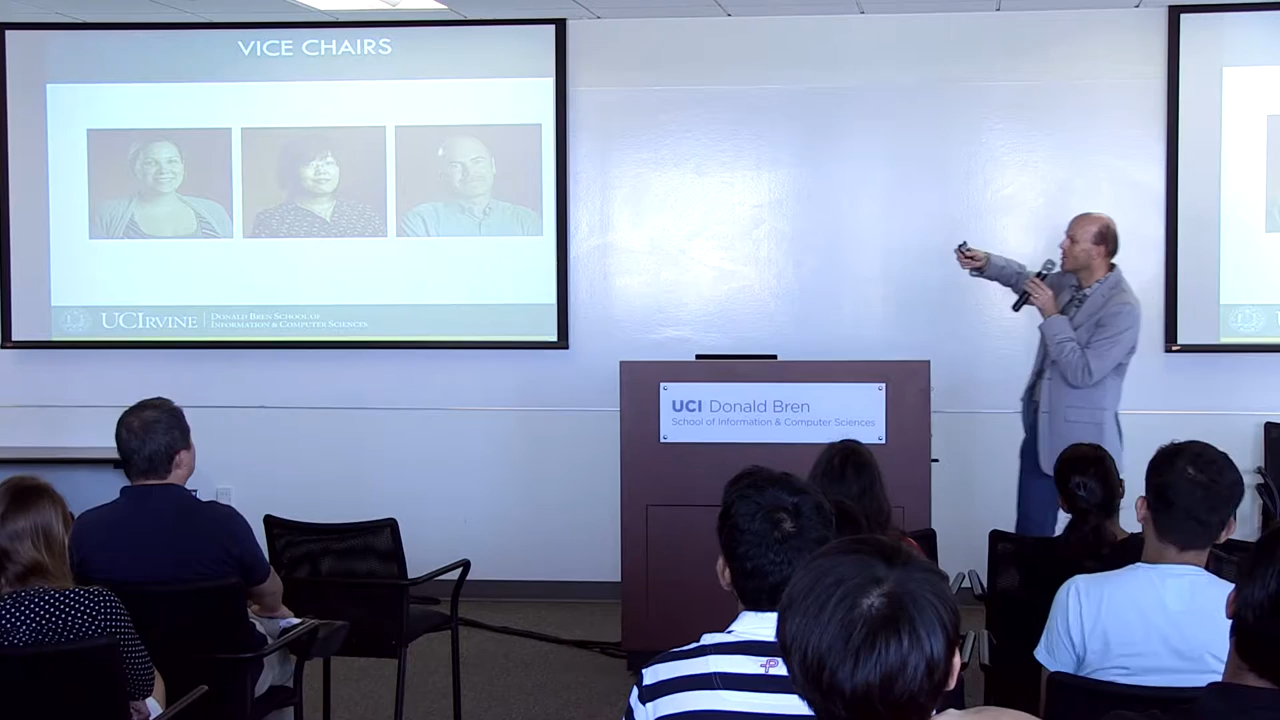 VICE CHAIRS
UCIRVINE
DONALD BREN SCHOOL OF
INFORMATION & COMPUTER SCIENCES
UCI Donald Bren
School of Information & Computer Sciences